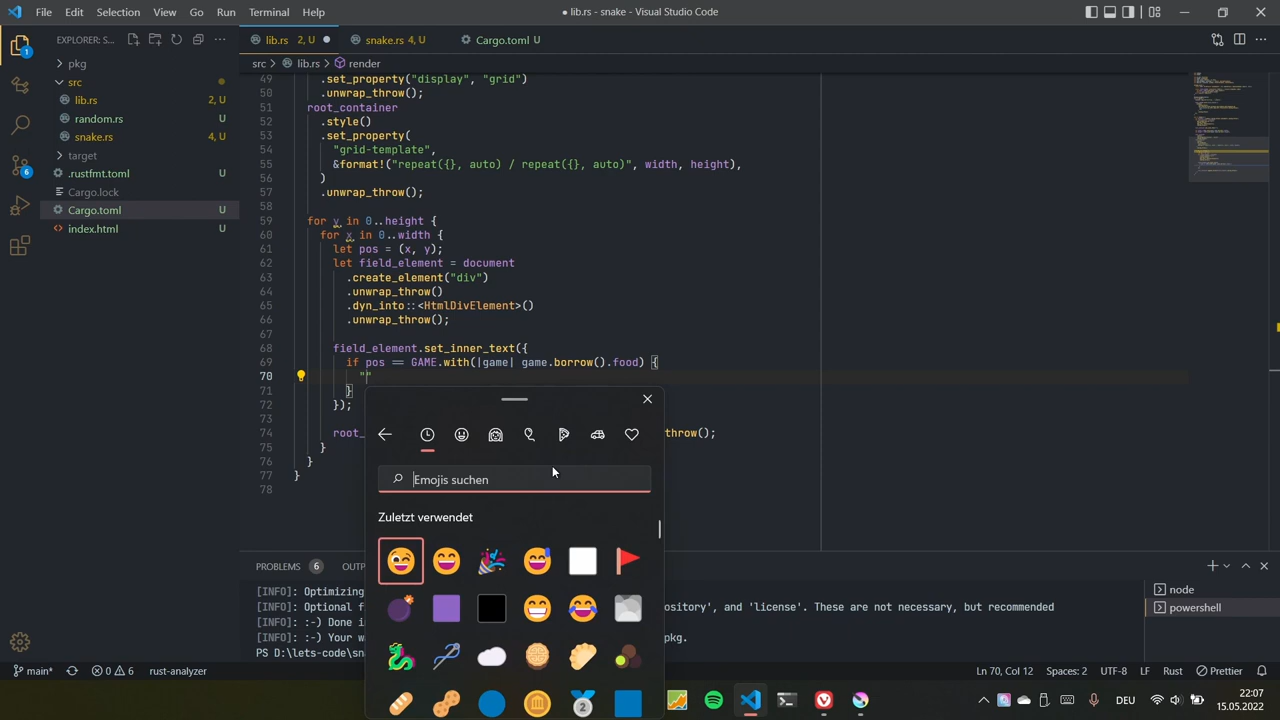 File Edit Selection View Go Run Terminal Help
● lib.rs - snake - Visual Studio Code
EXPLORER: S...
lib.rs 2, U ●
snake.rs 4, U
Cargo.toml U
pkg
src
lib.rs 2, U
random.rs U
snake.rs 4, U
target
.rustfmt.toml U
Cargo.lock
Cargo.toml U
index.html U
1
6
src > lib.rs > render
49 .set_property("display", "grid")
50 .unwrap_throw();
51 root_container
52 .style()
53 .set_property(
54 "grid-template",
55 &format!("repeat({}, auto) / repeat({}, auto)", width, height),
56 )
57 .unwrap_throw();
58
59 for y in 0..height {
60 for x in 0..width {
61 let pos = (x, y);
62 let field_element = document
63 .create_element("div")
64 .unwrap_throw()
65 .dyn_into::<HtmlDivElement>()
66 .unwrap_throw();
67
68 field_element.set_inner_text({
69 if pos == GAME.with(|game| game.borrow().food) {
70 ""
71 }
72 });
73
74 root_ throw();
75 }
76 }
77 }
78
Emojis suchen
Zuletzt verwendet
2
PROBLEMS 6 OUTP
[INFO]: Optimizing
[INFO]: Optional f ository', and 'license'. These are not necessary, but recommended
[INFO]: :-) Done i
[INFO]: :-) Your w pkg.
PS D:\lets-code\sn
node
powershell
main* 0 6 rust-analyzer
Ln 70, Col 12 Spaces: 2 UTF-8 LF Rust Prettier
DEU
22:07
15.05.2022